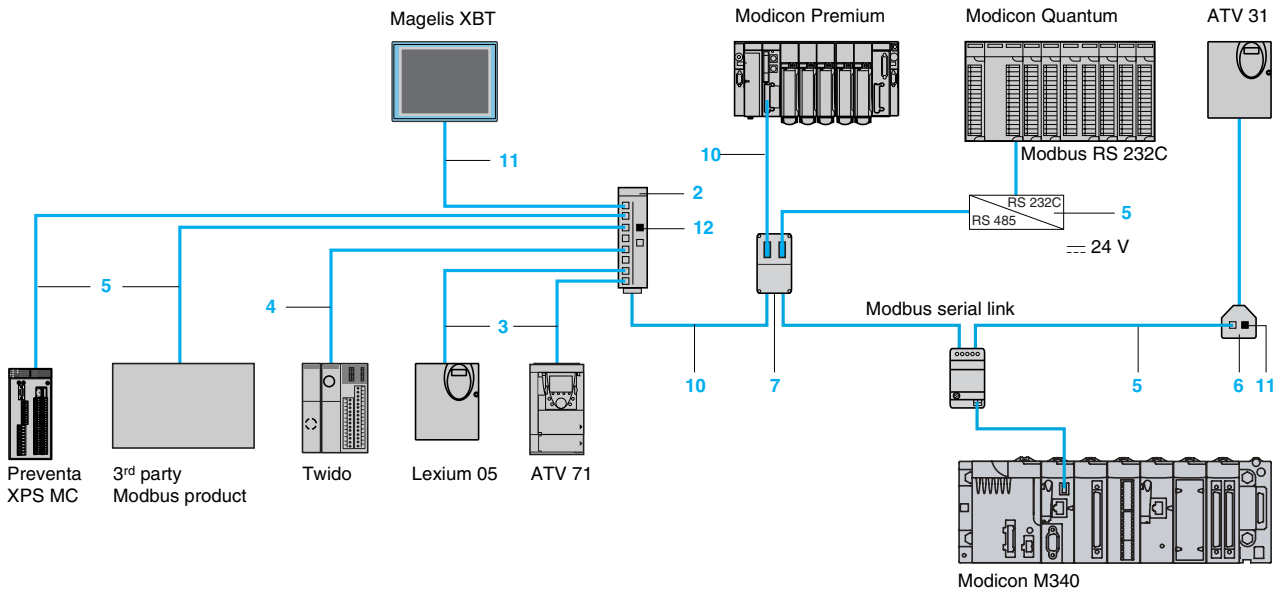 Magelis XBT
Modicon Premium
Modicon Quantum
ATV 31
11
10
Modbus RS 232C
2
12
RS 232C
RS 485
5
24 V
5
4
3
Modbus serial link
10
7
5
6
11
Preventa
XPS MC
3rd party
Modbus product
Twido
Lexium 05
ATV 71
Modicon M340